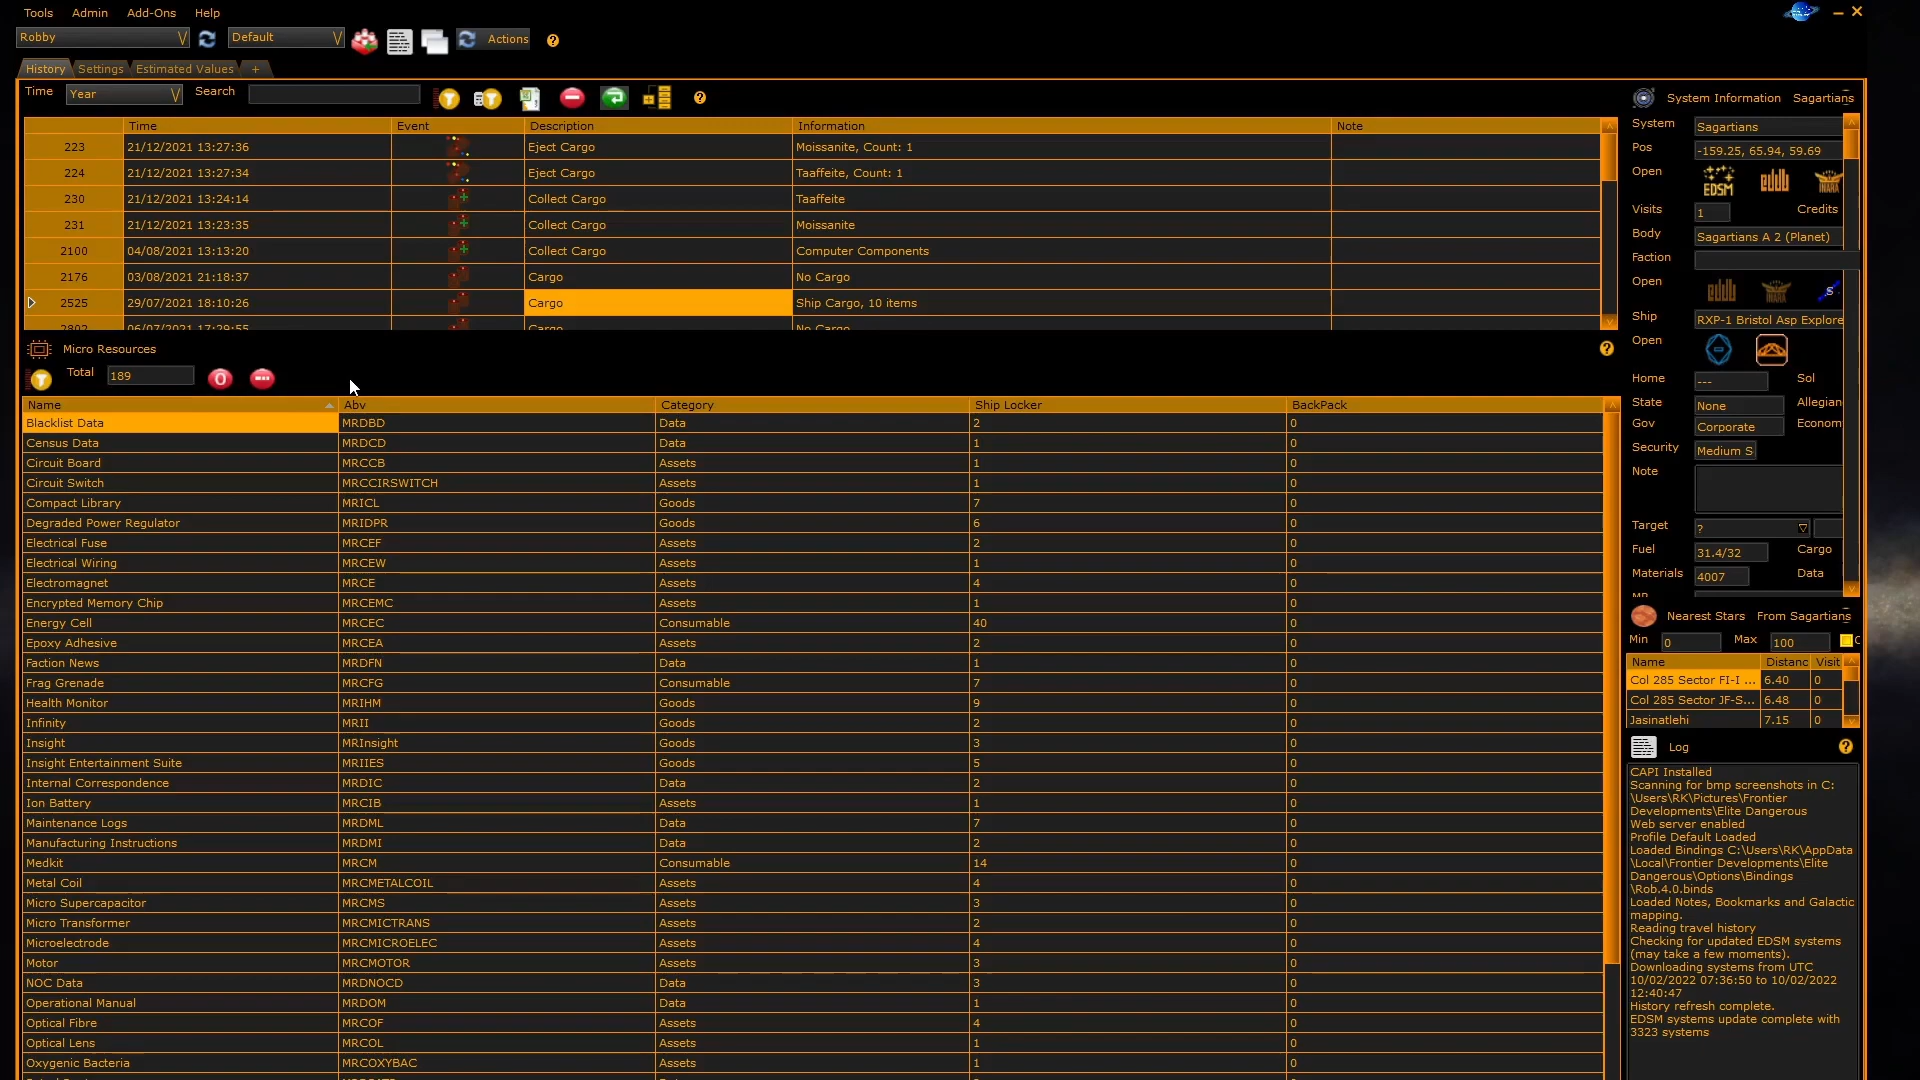 Tools Admin Add-Ons Help
Robby Default Actions
History Settings Estimated Values +
Time Year Search
Time Event Description Information Note
223 21/12/2021 13:27:36 Eject Cargo Moissanite, Count: 1
224 21/12/2021 13:27:34 Eject Cargo Taaffeite, Count: 1
230 21/12/2021 13:24:14 Collect Cargo Taaffeite
231 21/12/2021 13:23:35 Collect Cargo Moissanite
2100 04/08/2021 13:13:20 Collect Cargo Computer Components
2176 03/08/2021 21:18:37 Cargo No Cargo
2525 29/07/2021 18:10:26 Cargo Ship Cargo, 10 items
2802 06/07/2021 17:29:55 Cargo No Cargo
Micro Resources
Total 189
Name Abv Category Ship Locker BackPack
Blacklist Data MRDBD Data 2 0
Census Data MRDCD Data 1 0
Circuit Board MRCCB Assets 1 0
Circuit Switch MRCCIRSWITCH Assets 1 0
Compact Library MRICL Goods 7 0
Degraded Power Regulator MRIDPR Goods 6 0
Electrical Fuse MRCEF Assets 2 0
Electrical Wiring MRCEW Assets 1 0
Electromagnet MRCE Assets 4 0
Encrypted Memory Chip MRCEMC Assets 1 0
Energy Cell MRCEC Consumable 40 0
Epoxy Adhesive MRCEA Assets 2 0
Faction News MRDFN Data 1 0
Frag Grenade MRCFG Consumable 7 0
Health Monitor MRIHM Goods 9 0
Infinity MRII Goods 2 0
Insight MRInsight Goods 3 0
Insight Entertainment Suite MRIIES Goods 5 0
Internal Correspondence MRDIC Data 2 0
Ion Battery MRCIB Assets 1 0
Maintenance Logs MRDML Data 7 0
Manufacturing Instructions MRDMI Data 2 0
Medkit MRCM Consumable 14 0
Metal Coil MRCMETALCOIL Assets 4 0
Micro Supercapacitor MRCMS Assets 3 0
Micro Transformer MRCMICTRANS Assets 2 0
Microelectrode MRCMICROELEC Assets 4 0
Motor MRCMOTOR Assets 3 0
NOC Data MRDNOCD Data 3 0
Operational Manual MRDOM Data 1 0
Optical Fibre MRCOF Assets 4 0
Optical Lens MRCOL Assets 1 0
Oxygenic Bacteria MRCOXYBAC Assets 1 0
System Information Sagartians
System Sagartians
Pos -159.25, 65.94, 59.69
Open EDSM eddb INARA
Visits 1 Credits
Body Sagartians A 2 (Planet)
Faction
Open eddb INARA S
Ship RXP-1 Bristol Asp Explore
Open
Home --- Sol
State None Allegian
Gov Corporate Econom
Security Medium S
Note
Target ?
Fuel 31.4/32 Cargo
Materials 4007 Data
MR
Nearest Stars From Sagartians
Min 0 Max 100
Name Distanc Visit
Col 285 Sector FI-I ... 6.40 0
Col 285 Sector JF-S... 6.48 0
Jasinatlehi 7.15 0
Log
CAPI Installed
Scanning for bmp screenshots in C:
\Users\RK\Pictures\Frontier
Developments\Elite Dangerous
Web server enabled
Profile Default Loaded
Loaded Bindings C:\Users\RK\AppData
\Local\Frontier Developments\Elite
Dangerous\Options\Bindings
\Rob.4.0.binds
Loaded Notes, Bookmarks and Galactic
mapping.
Reading travel history
Checking for updated EDSM systems
(may take a few moments).
Downloading systems from UTC
10/02/2022 07:36:50 to 10/02/2022
12:40:47
History refresh complete.
EDSM systems update complete with
3323 systems